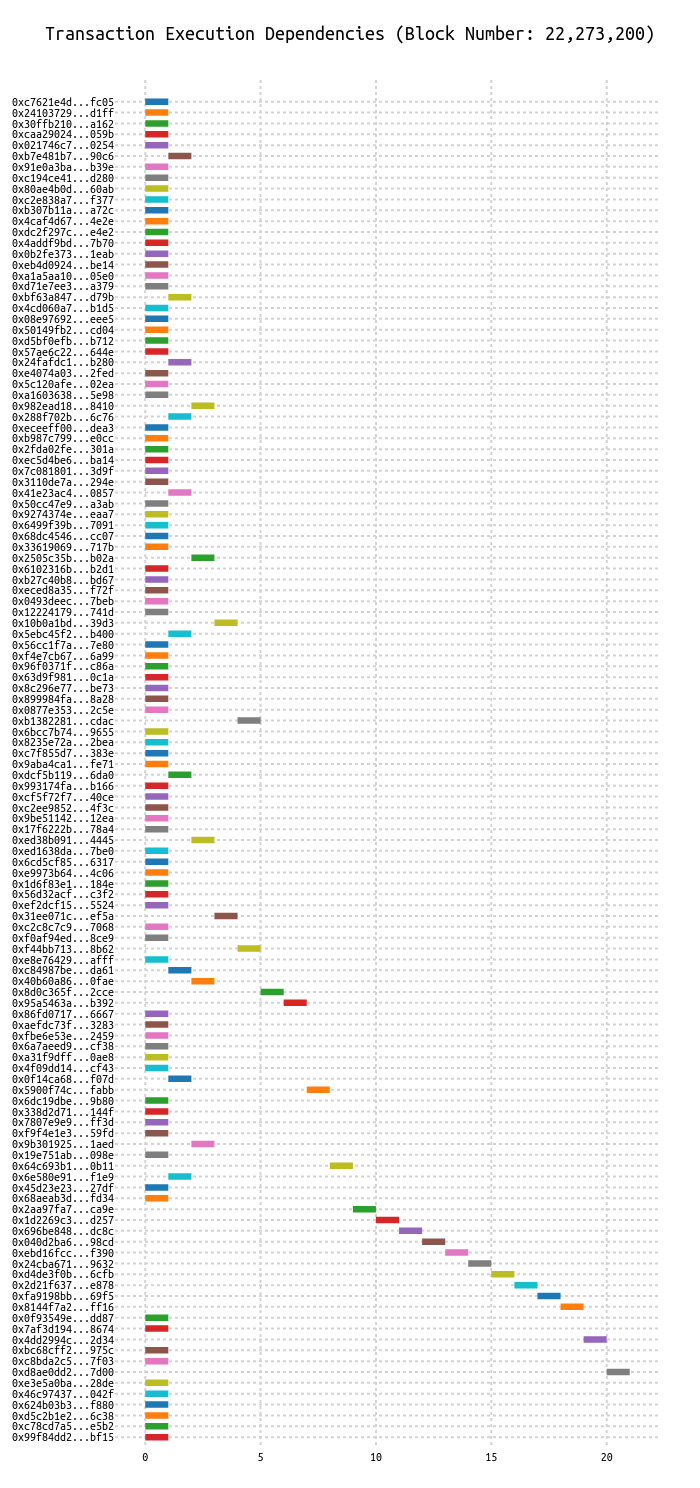 Transaction Execution Dependencies (Block Number: 22,273,200)
0xc7621e4d...fc05
0x24103729...d1ff
0x30ffb210...a162
0xcaa29024...059b
0x021746c7...0254
0xb7e481b7...90c6
0x91e0a3ba...b39e
0xc194ce41...d280
0x80ae4b0d...60ab
0xc2e838a7...f377
0xb307b11a...a72c
0x4caf4d67...4e2e
0xdc2f297c...e4e2
0x4addf9bd...7b70
0x0b2fe373...1eab
0xeb4d0924...be14
0xa1a5aa10...05e0
0xd71e7ee3...a379
0xbf63a847...d79b
0x4cd060a7...b1d5
0x08e97692...eee5
0x50149fb2...cd04
0xd5bf0efb...b712
0x57ae6c22...644e
0x24fafdc1...b280
0xe4074a03...2fed
0x5c120afe...02ea
0xa1603638...5e98
0x982ead18...8410
0x288f702b...6c76
0xeceeff00...dea3
0xb987c799...e0cc
0x2fda02fe...301a
0xec5d4be6...ba14
0x7c081801...3d9f
0x3110de7a...294e
0x41e23ac4...0857
0x50cc47e9...a3ab
0x9274374e...eaa7
0x6499f39b...7091
0x68dc4546...cc07
0x33619069...717b
0x2505c35b...b02a
0x6102316b...b2d1
0xb27c40b8...bd67
0xeced8a35...f72f
0x0493deec...7beb
0x12224179...741d
0x10b0a1bd...39d3
0x5ebc45f2...b400
0x56cc1f7a...7e80
0xf4e7cb67...6a99
0x96f0371f...c86a
0x63d9f981...0c1a
0x8c296e77...be73
0x899984fa...8a28
0x0877e353...2c5e
0xb1382281...cdac
0x6bcc7b74...9655
0x8235e72a...2bea
0xc7f855d7...383e
0x9aba4ca1...fe71
0xdcf5b119...6da0
0x993174fa...b166
0xcf5f72f7...40ce
0xc2ee9852...4f3c
0x9be51142...12ea
0x17f6222b...78a4
0xed38b091...4445
0xed1638da...7be0
0x6cd5cf85...6317
0xe9973b64...4c06
0x1d6f83e1...184e
0x56d32acf...c3f2
0xef2dcf15...5524
0x31ee071c...ef5a
0xc2c8c7c9...7068
0xf0af94ed...8ce9
0xf44bb713...8b62
0xe8e76429...afff
0xc84987be...da61
0x40b60a86...0fae
0x8d0c365f...2cce
0x95a5463a...b392
0x86fd0717...6667
0xaefdc73f...3283
0xfbe6e53e...2459
0x6a7aeed9...cf38
0xa31f9dff...0ae8
0x4f09dd14...cf43
0x0f14ca68...f07d
0x5900f74c...fabb
0x6dc19dbe...9b80
0x338d2d71...144f
0x7807e9e9...ff3d
0xf9f4e1e3...59fd
0x9b301925...1aed
0x19e751ab...098e
0x64c693b1...0b11
0x6e580e91...f1e9
0x45d23e23...27df
0x68aeab3d...fd34
0x2aa97fa7...ca9e
0x1d2269c3...d257
0x696be848...dc8c
0x040d2ba6...98cd
0xebd16fcc...f390
0x24cba671...9632
0xd4de3f0b...6cfb
0x2d21f637...e878
0xfa9198bb...69f5
0x8144f7a2...ff16
0x0f93549e...dd87
0x7af3d194...8674
0x4dd2994c...2d34
0xbc68cff2...975c
0xc8bda2c5...7f03
0xd8ae0dd2...7d00
0xe3e5a0ba...28de
0x46c97437...042f
0x624b03b3...f880
0xd5c2b1e2...6c38
0xc78cd7a5...e5b2
0x99f84dd2...bf15
0 5 10 15 20